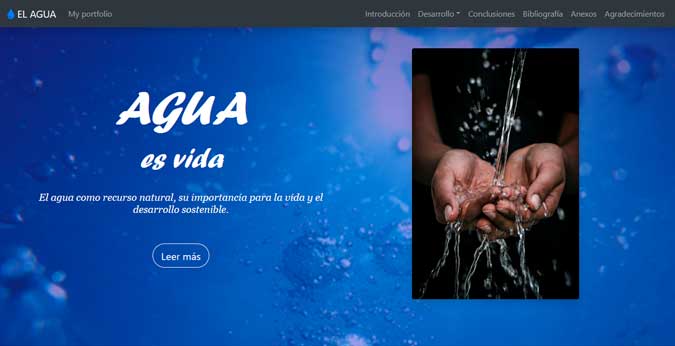 EL AGUA My portfolio Introducción Desarrollo Conclusiones Bibliografía Anexos Agradecimientos
AGUA
es vida
El agua como recurso natural, su importancia para la vida y el
desarrollo sostenible.
Leer más